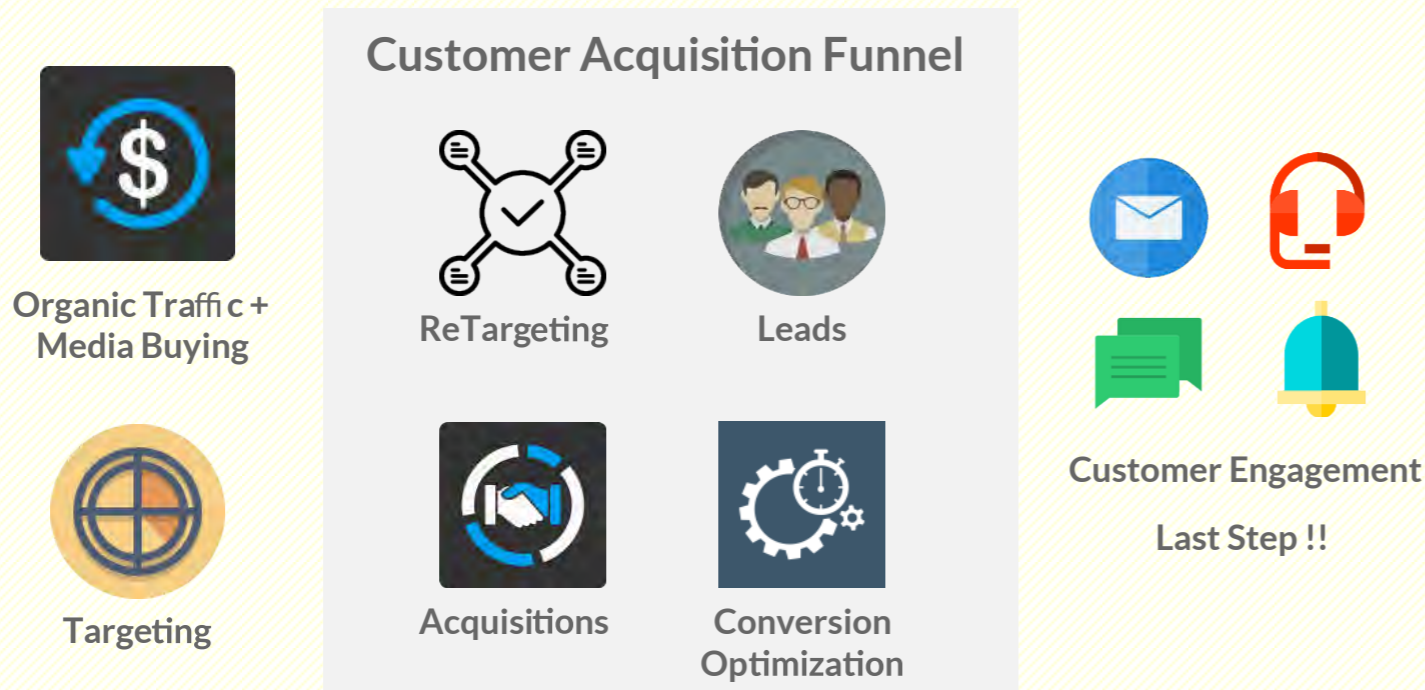 Customer Acquisition Funnel
Organic Traffic +
Media Buying
Targeting
ReTargeting
Leads
Acquisitions
Conversion
Optimization
Customer Engagement
Last Step !!